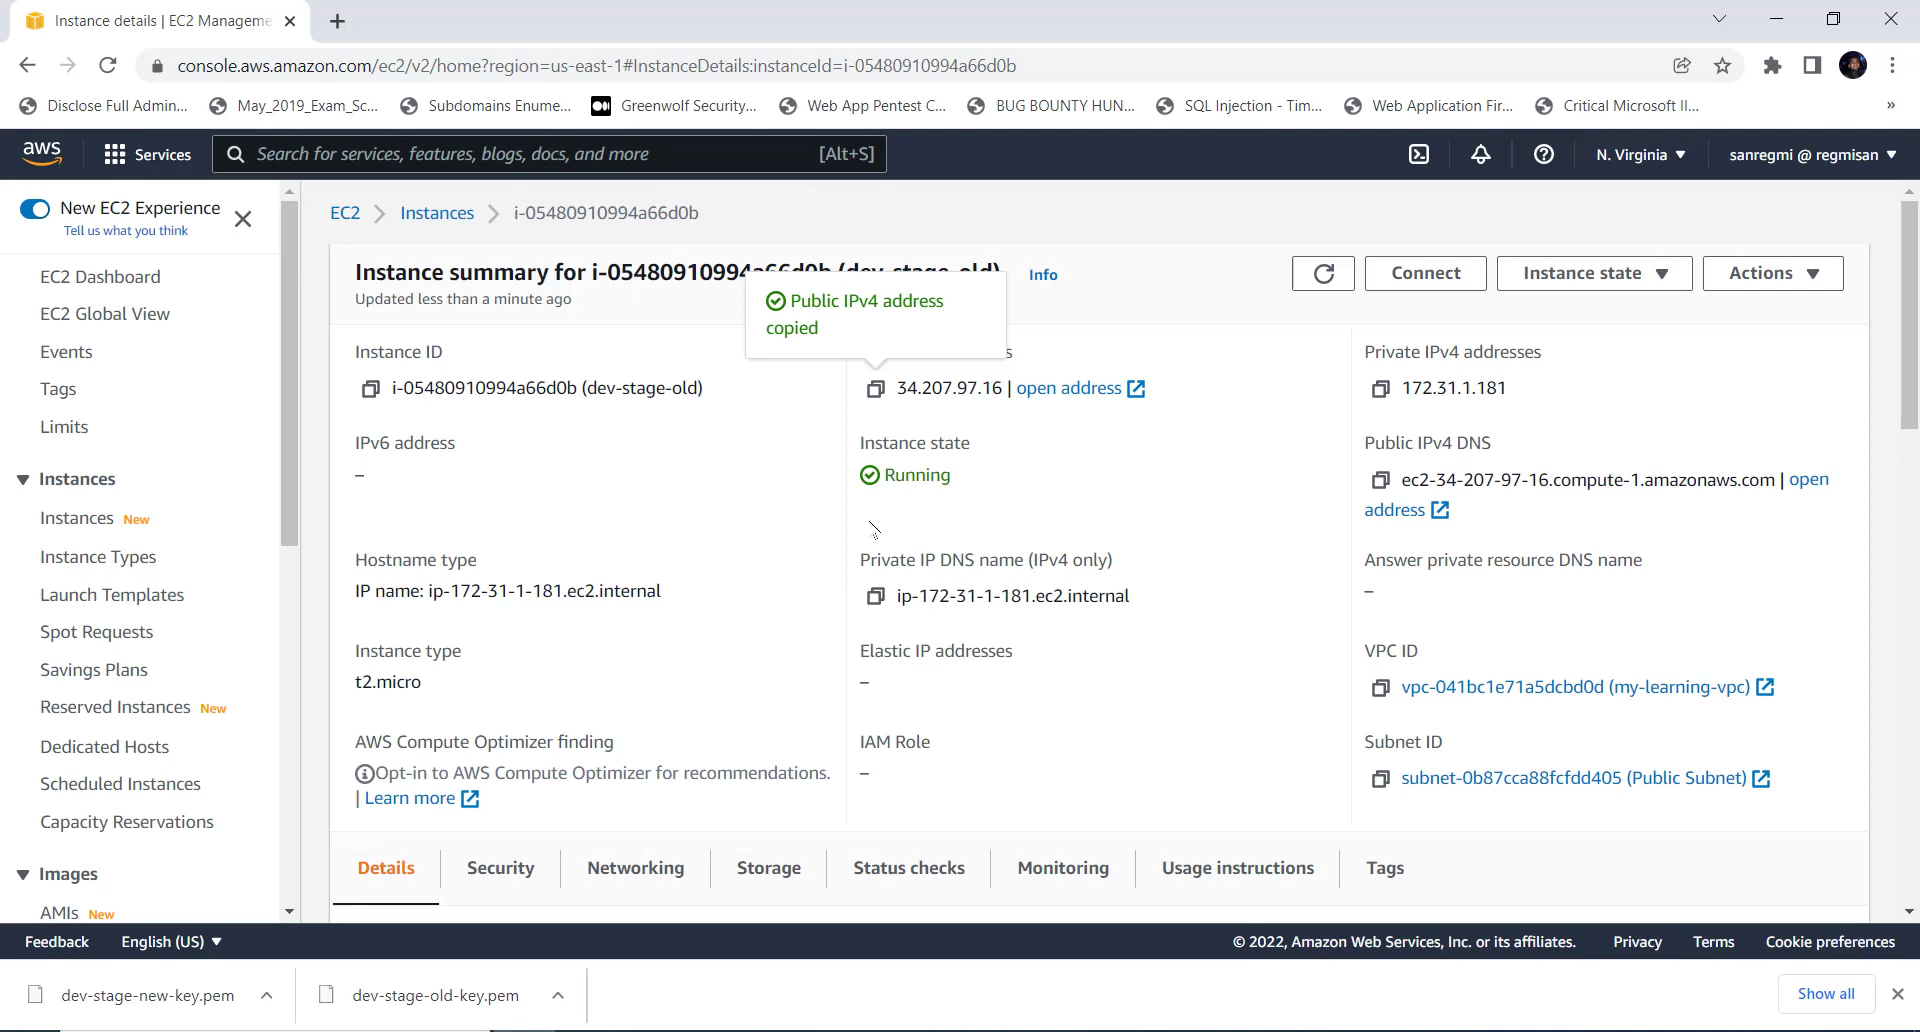 Instance details | EC2 Manageme
console.aws.amazon.com/ec2/v2/home?region=us-east-1#InstanceDetails:instanceId=i-05480910994a66d0b
Disclose Full Admin...
May_2019_Exam_Sc...
Subdomains Enume...
Greenwolf Security...
Web App Pentest C...
BUG BOUNTY HUN...
SQL Injection - Tim...
Web Application Fir...
Critical Microsoft II...
»
aws
Services
Search for services, features, blogs, docs, and more
[Alt+S]
N. Virginia
sanregmi @ regmisan
New EC2 Experience
Tell us what you think
EC2 Dashboard
EC2 Global View
Events
Tags
Limits
Instances
Instances New
Instance Types
Launch Templates
Spot Requests
Savings Plans
Reserved Instances New
Dedicated Hosts
Scheduled Instances
Capacity Reservations
Images
AMIs New
EC2 > Instances > i-05480910994a66d0b
Instance summary for i-05480910994a66d0b (dev-stage-old) Info
Updated less than a minute ago
Connect
Instance state
Actions
Public IPv4 address
copied
Instance ID
i-05480910994a66d0b (dev-stage-old)
s
34.207.97.16 | open address
Private IPv4 addresses
172.31.1.181
IPv6 address
–
Instance state
Running
Public IPv4 DNS
ec2-34-207-97-16.compute-1.amazonaws.com | open
address
Hostname type
IP name: ip-172-31-1-181.ec2.internal
Private IP DNS name (IPv4 only)
ip-172-31-1-181.ec2.internal
Answer private resource DNS name
–
Instance type
t2.micro
Elastic IP addresses
–
VPC ID
vpc-041bc1e71a5dcbd0d (my-learning-vpc)
AWS Compute Optimizer finding
Opt-in to AWS Compute Optimizer for recommendations.
| Learn more
IAM Role
–
Subnet ID
subnet-0b87cca88fcfdd405 (Public Subnet)
Details
Security
Networking
Storage
Status checks
Monitoring
Usage instructions
Tags
Feedback
English (US)
© 2022, Amazon Web Services, Inc. or its affiliates.
Privacy
Terms
Cookie preferences
dev-stage-new-key.pem
dev-stage-old-key.pem
Show all